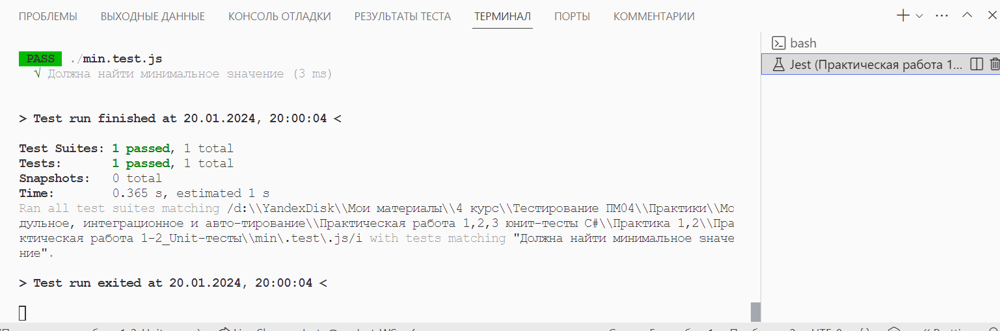 ПРОБЛЕМЫ ВЫХОДНЫЕ ДАННЫЕ КОНСОЛЬ ОТЛАДКИ РЕЗУЛЬТАТЫ ТЕСТА ТЕРМИНАЛ ПОРТЫ КОММЕНТАРИИ
bash
Jest (Практическая работа 1...
PASS ./min.test.js
√ Должна найти минимальное значение (3 ms)
> Test run finished at 20.01.2024, 20:00:04 <
Test Suites: 1 passed, 1 total
Tests: 1 passed, 1 total
Snapshots: 0 total
Time: 0.365 s, estimated 1 s
Ran all test suites matching /d:\\YandexDisk\\Мои материалы\\4 курс\\Тестирование ПМ04\\Практики\\Мо
дульное, интеграционное и авто-тирование\\Практическая работа 1,2,3 юнит-тесты C#\\Практика 1,2\\Пра
ктическая работа 1-2_Unit-тесты\\min\.test\.js/i with tests matching "Должна найти минимальное значе
ние".
> Test run exited at 20.01.2024, 20:00:04 <